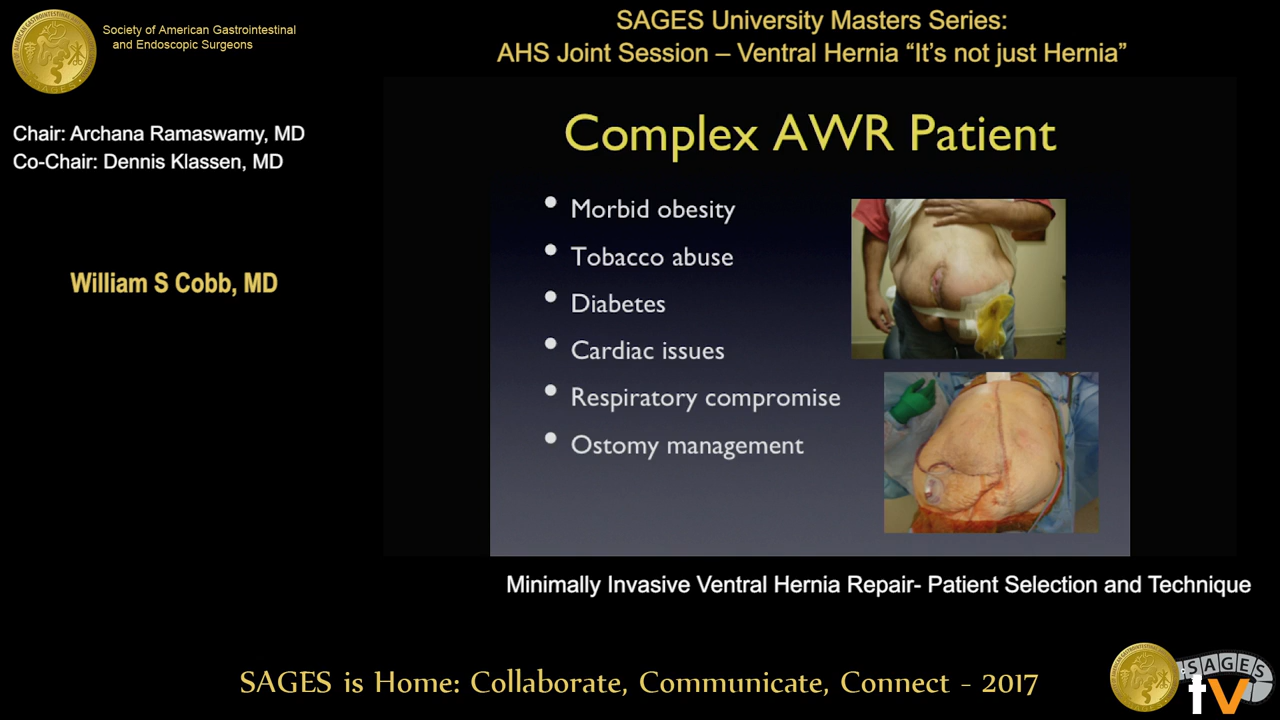 Society of American Gastrointestinal
and Endoscopic Surgeons
SAGES University Masters Series:
AHS Joint Session – Ventral Hernia “It’s not just Hernia”
Chair: Archana Ramaswamy, MD
Co-Chair: Dennis Klassen, MD
William S Cobb, MD
Complex AWR Patient
• Morbid obesity
• Tobacco abuse
• Diabetes
• Cardiac issues
• Respiratory compromise
• Ostomy management
Minimally Invasive Ventral Hernia Repair- Patient Selection and Technique
SAGES is Home: Collaborate, Communicate, Connect - 2017
SAGES
tv